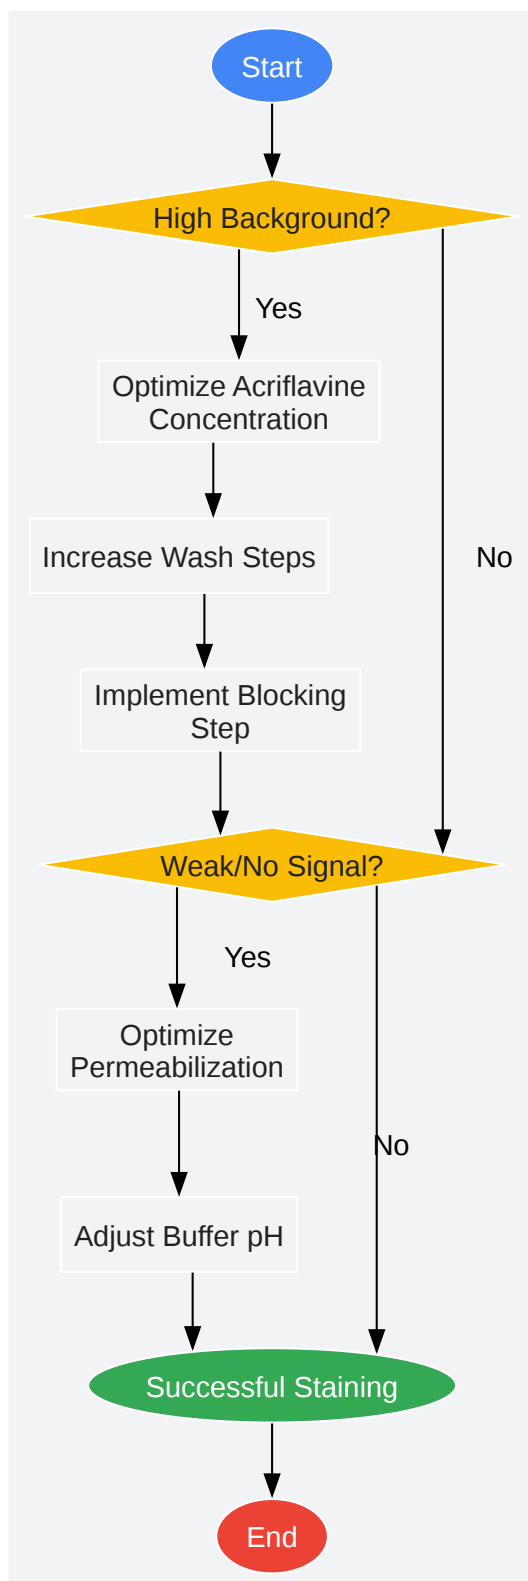 Start
High Background?
Yes
Optimize Acriflavine
Concentration
Increase Wash Steps
No
Implement Blocking
Step
Weak/No Signal?
Yes
Optimize
Permeabilization
No
Adjust Buffer pH
Successful Staining
End